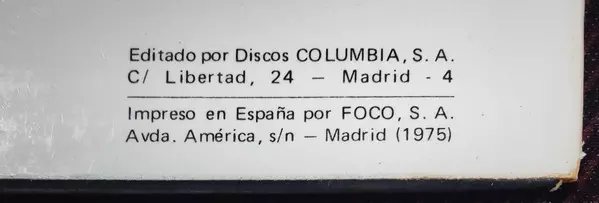 Editado por Discos COLUMBIA, S. A.
C/ Libertad, 24 — Madrid - 4
Impreso en España por FOCO, S. A.
Avda. América, s/n — Madrid (1975)